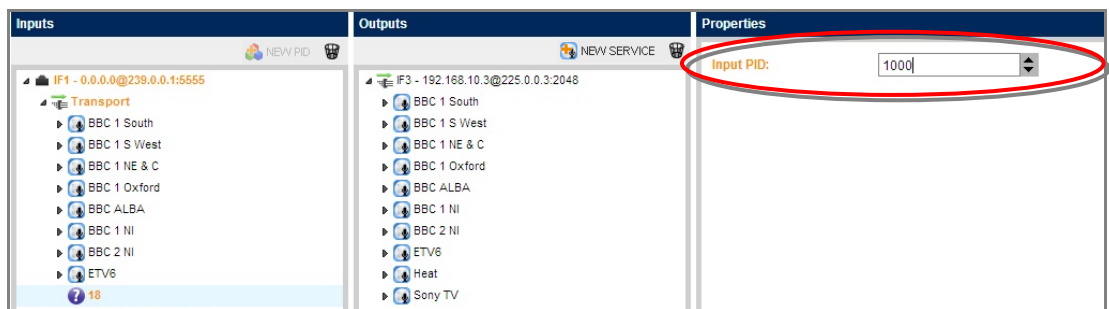 Inputs
NEW PID
IF1 - 0.0.0.0@239.0.0.1:5555
Transport
BBC 1 South
BBC 1 S West
BBC 1 NE & C
BBC 1 Oxford
BBC ALBA
BBC 1 NI
BBC 2 NI
ETV6
18
Outputs
NEW SERVICE
IF3 - 192.168.10.3@225.0.0.3:2048
BBC 1 South
BBC 1 S West
BBC 1 NE & C
BBC 1 Oxford
BBC ALBA
BBC 1 NI
BBC 2 NI
ETV6
Heat
Sony TV
Properties
Input PID: 1000